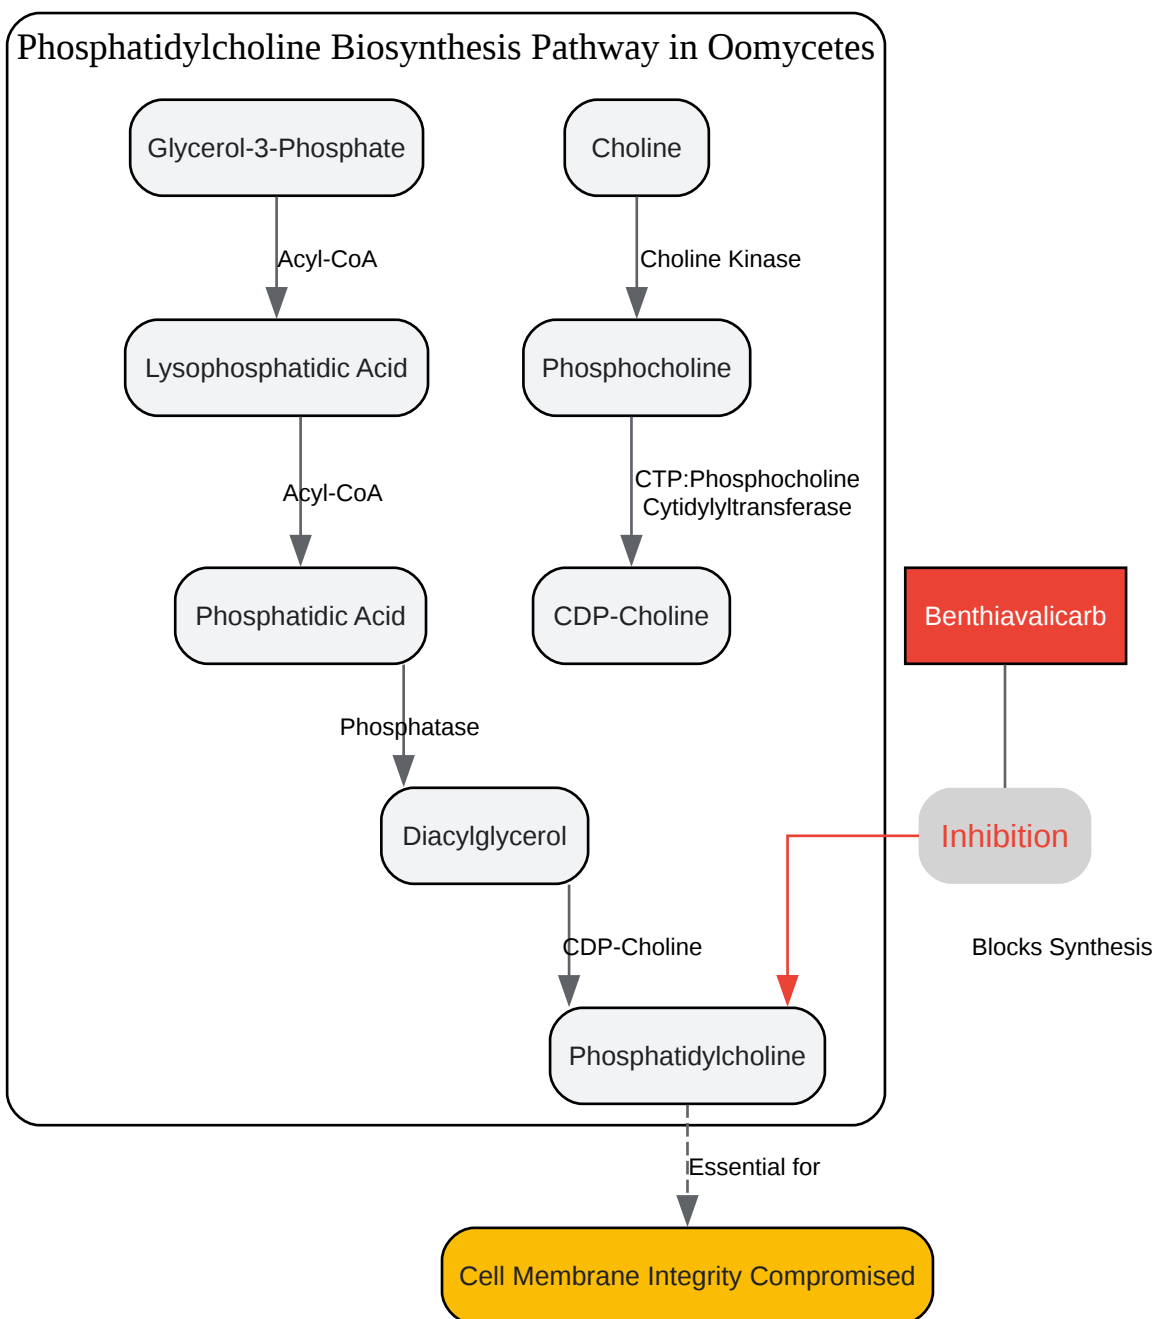 Phosphatidylcholine Biosynthesis Pathway in Oomycetes
Glycerol-3-Phosphate
Choline
Acyl-CoA
Choline Kinase
Lysophosphatidic Acid
Phosphocholine
Acyl-CoA
CTP:Phosphocholine
Cytidylyltransferase
Phosphatidic Acid
CDP-Choline
Benthiavalicarb
Phosphatase
Diacylglycerol
Inhibition
CDP-Choline
Blocks Synthesis
Phosphatidylcholine
Essential for
Cell Membrane Integrity Compromised